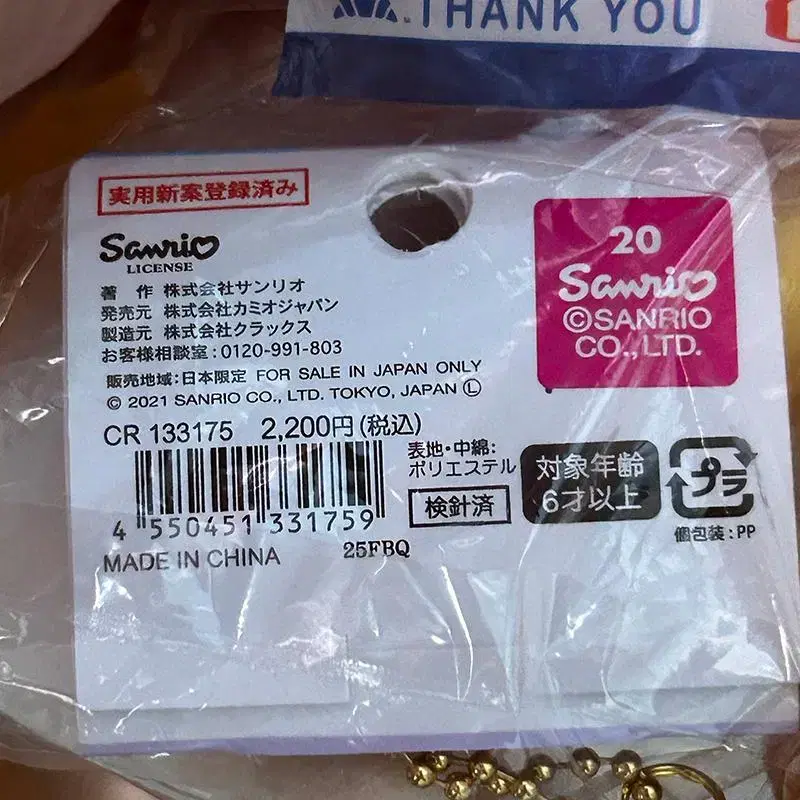 THANK YOU
実用新案登録済み
Sanrio
LICENSE
著 作 株式会社サンリオ
発売元 株式会社カミオジャパン
製造元 株式会社クラックス
お客様相談室:0120-991-803
販売地域:日本限定 FOR SALE IN JAPAN ONLY
© 2021 SANRIO CO., LTD. TOKYO, JAPAN Ⓛ
CR 133175 2,200円(税込)
4 550451 331759
MADE IN CHINA 25FBQ
表地・中綿:
ポリエステル
検針済
対象年齢
6才以上
プラ
個包装:PP
20
Sanrio
©SANRIO
CO., LTD.